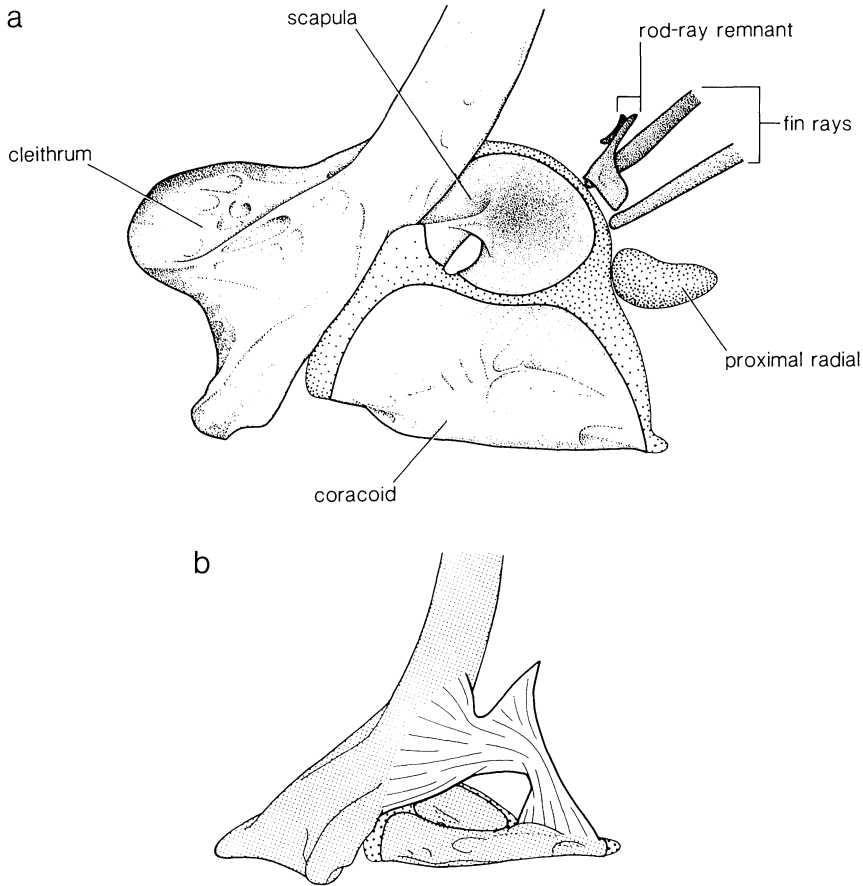 a
scapula
rod-ray remnant
fin rays
cleithrum
proximal radial
coracoid
b